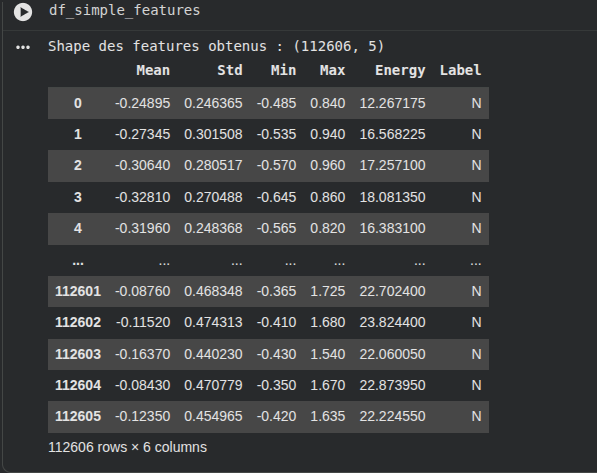 df_simple_features
Shape des features obtenus : (112606, 5)
Mean Std Min Max Energy Label
0 -0.24895 0.246365 -0.485 0.840 12.267175 N
1 -0.27345 0.301508 -0.535 0.940 16.568225 N
2 -0.30640 0.280517 -0.570 0.960 17.257100 N
3 -0.32810 0.270488 -0.645 0.860 18.081350 N
4 -0.31960 0.248368 -0.565 0.820 16.383100 N
... ... ... ... ... ... ...
112601 -0.08760 0.468348 -0.365 1.725 22.702400 N
112602 -0.11520 0.474313 -0.410 1.680 23.824400 N
112603 -0.16370 0.440230 -0.430 1.540 22.060050 N
112604 -0.08430 0.470779 -0.350 1.670 22.873950 N
112605 -0.12350 0.454965 -0.420 1.635 22.224550 N
112606 rows × 6 columns